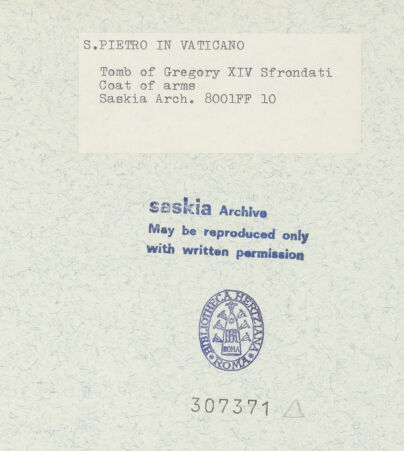 S.PIETRO IN VATICANO
Tomb of Gregory XIV Sfrondati
Coat of arms
Saskia Arch. 8001FF 10
saskia Archive
May be reproduced only
with written permission
BIBLIOTHECA HERTZIANA
ROMA
• ROMA •
307371